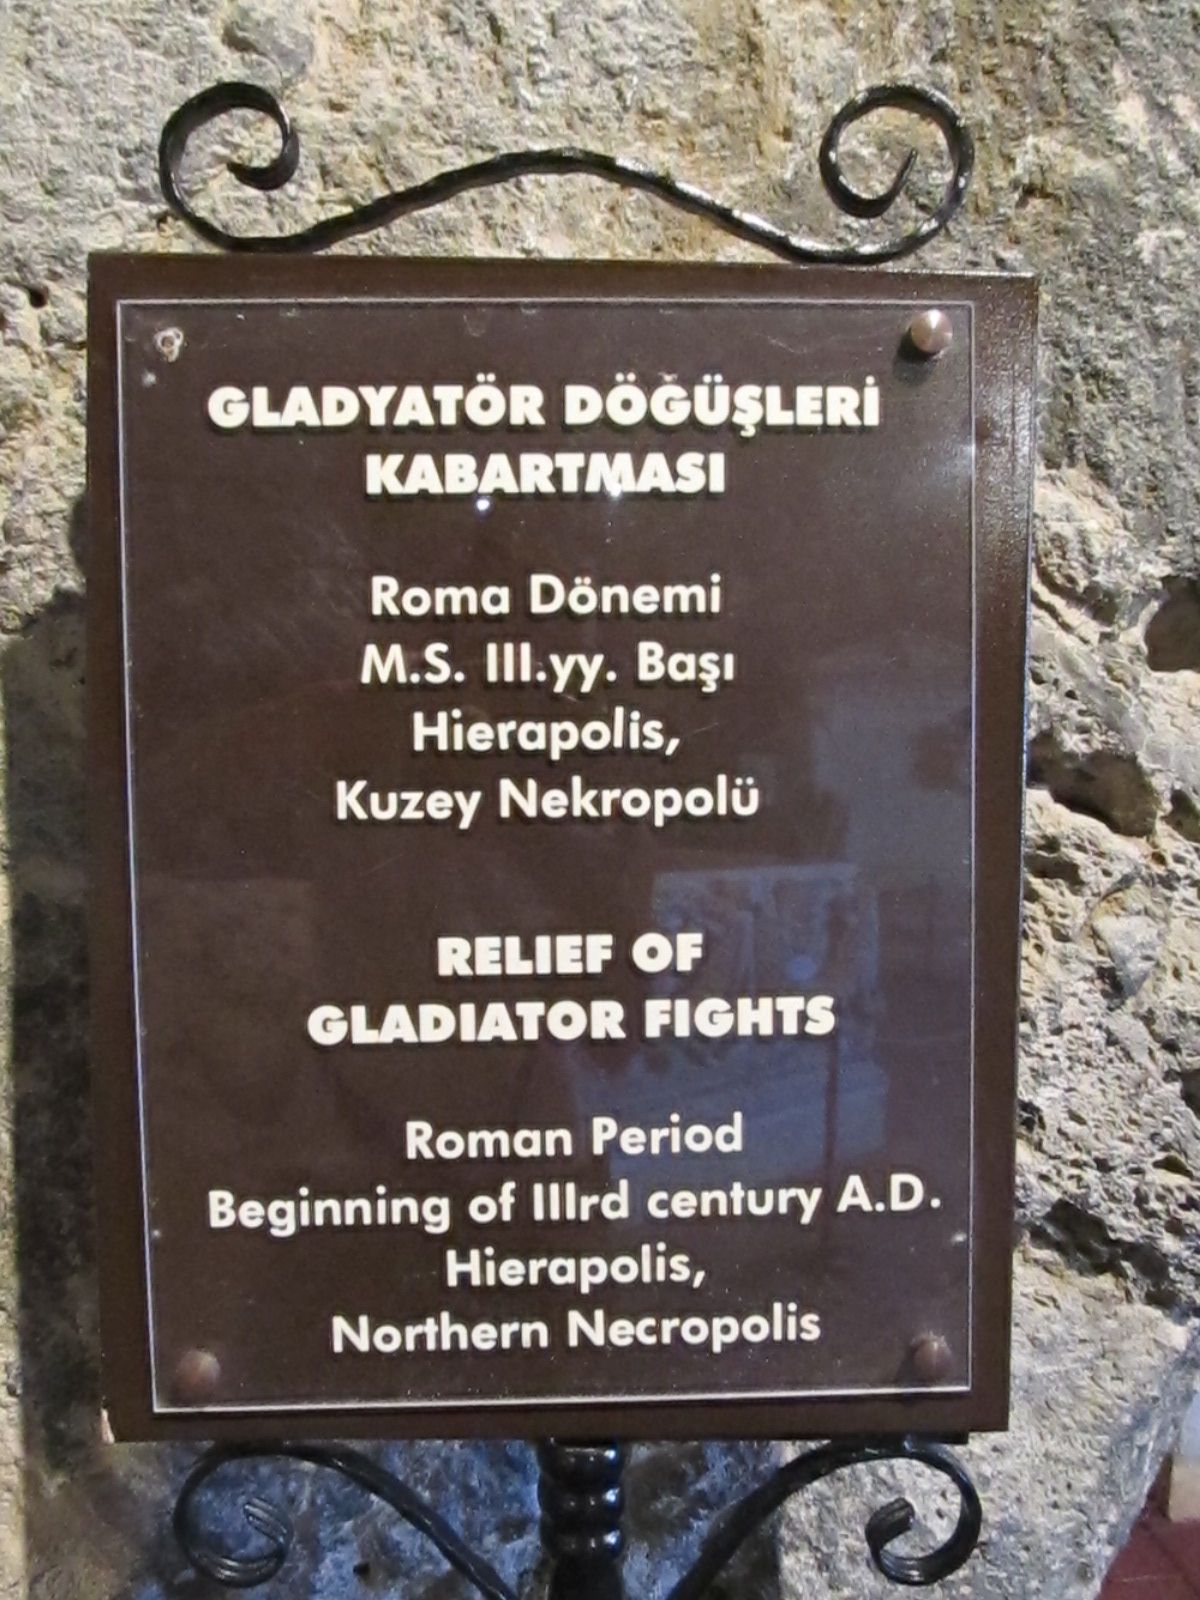 GLADYATÖR DÖĞÜŞLERİ
KABARTMASI
Roma Dönemi
M.S. III.yy. Başı
Hierapolis,
Kuzey Nekropolü
RELIEF OF
GLADIATOR FIGHTS
Roman Period
Beginning of IIIrd century A.D.
Hierapolis,
Northern Necropolis